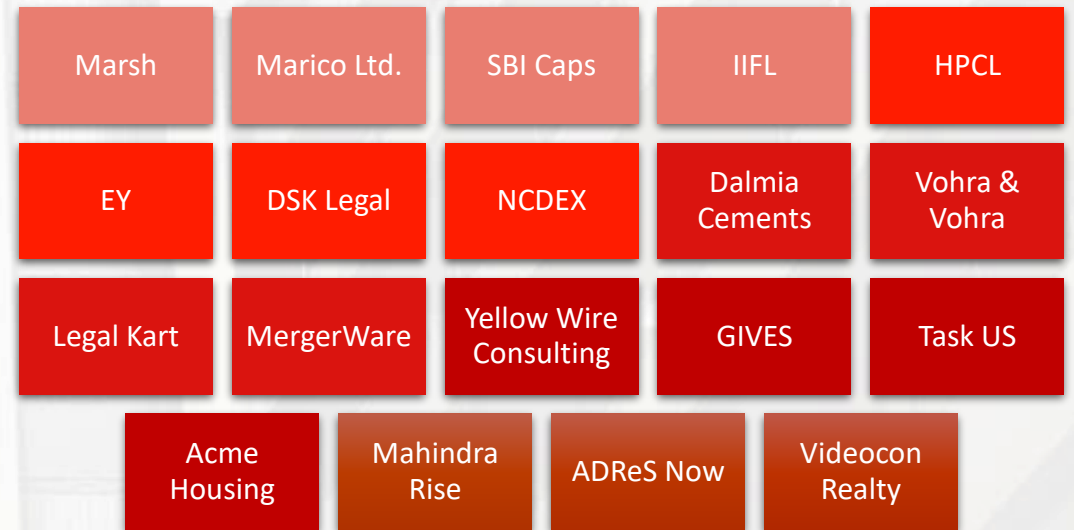 Marsh
Marico Ltd.
SBI Caps
IIFL
HPCL
EY
DSK Legal
NCDEX
Dalmia
Cements
Vohra &
Vohra
Legal Kart
MergerWare
Yellow Wire
Consulting
GIVES
Task US
Acme
Housing
Mahindra
Rise
ADReS Now
Videocon
Realty